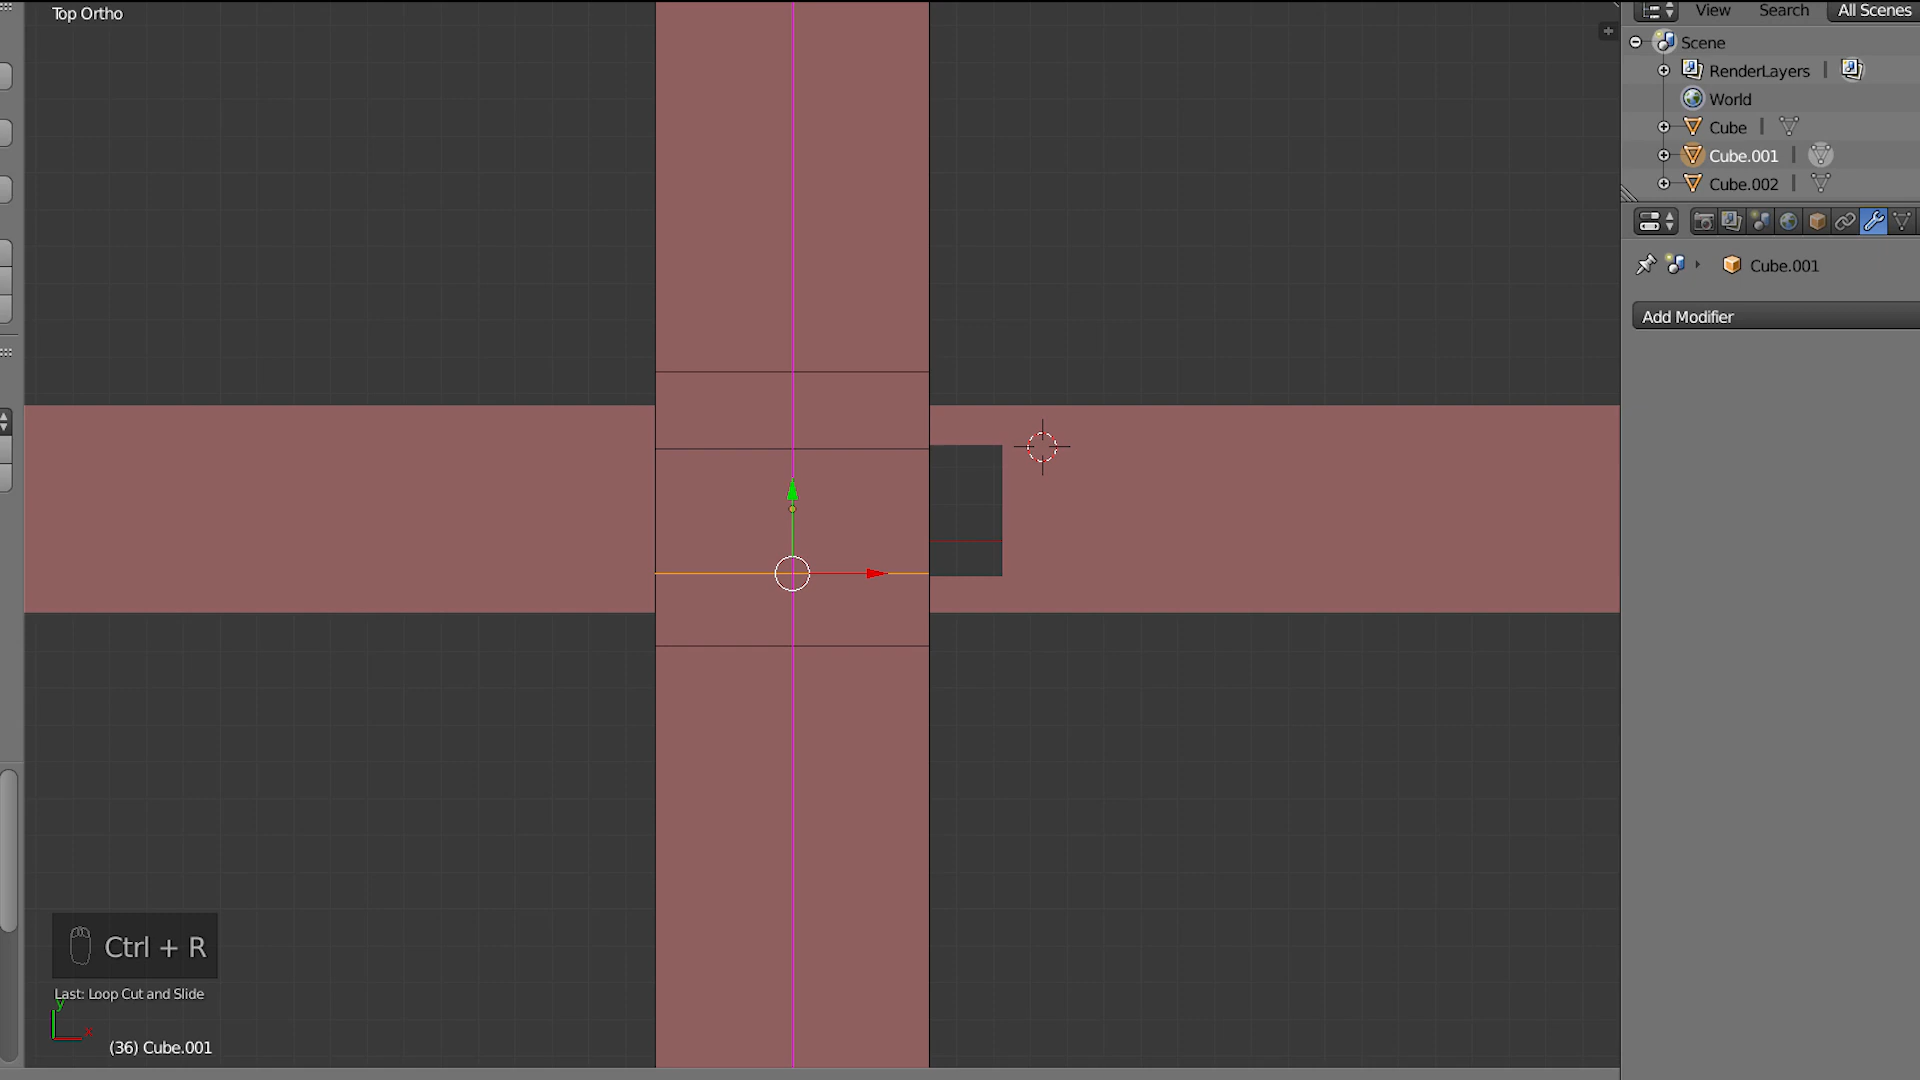 Top Ortho
View Search All Scenes
Scene
RenderLayers
World
Cube
Cube.001
Cube.002
Cube.001
Add Modifier
Ctrl + R
Last: Loop Cut and Slide
y
x
(36) Cube.001